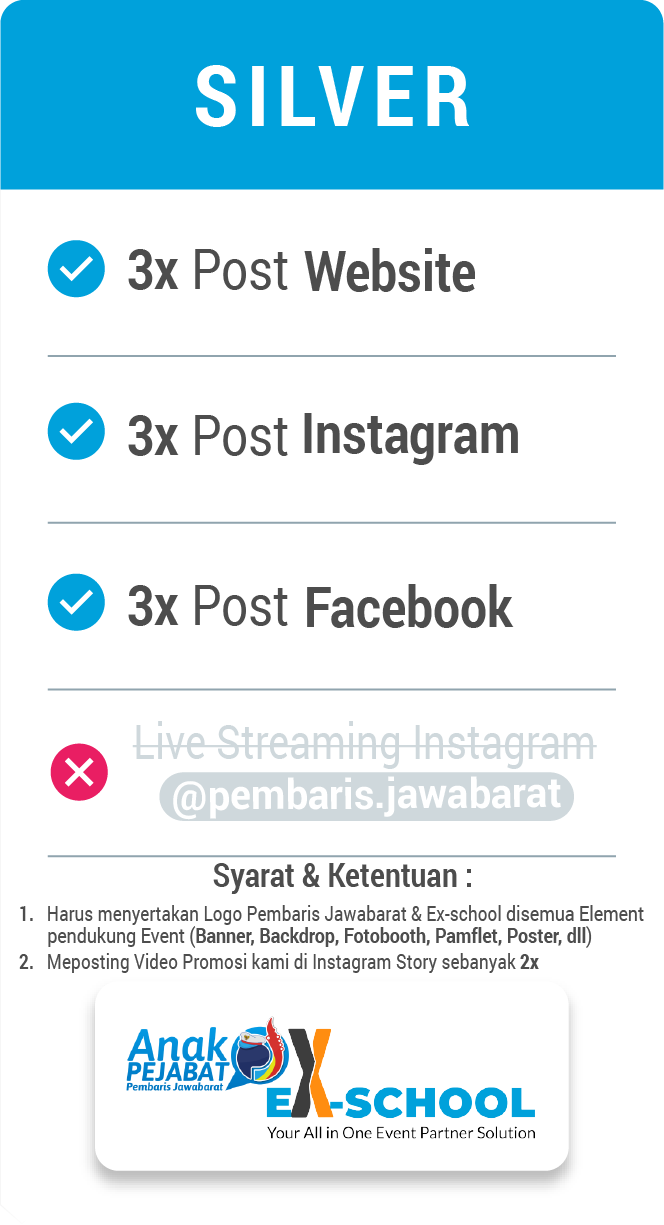 SILVER
3x Post Website
3x Post Instagram
3x Post Facebook
Live Streaming Instagram
@pembaris.jawabarat
Syarat & Ketentuan :
1. Harus menyertakan Logo Pembaris Jawabarat & Ex-school disemua Element
pendukung Event (Banner, Backdrop, Fotobooth, Pamflet, Poster, dll)
2. Meposting Video Promosi kami di Instagram Story sebanyak 2x
Anak
PEJABAT
Pembaris Jawabarat
EX-SCHOOL
Your All in One Event Partner Solution